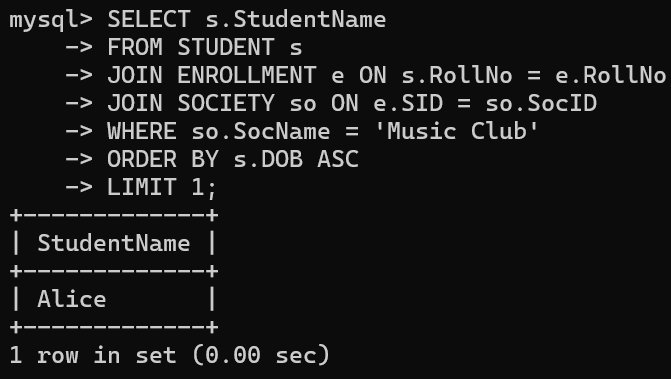 mysql> SELECT s.StudentName
    -> FROM STUDENT s
    -> JOIN ENROLLMENT e ON s.RollNo = e.RollNo
    -> JOIN SOCIETY so ON e.SID = so.SocID
    -> WHERE so.SocName = 'Music Club'
    -> ORDER BY s.DOB ASC
    -> LIMIT 1;
+-------------+
| StudentName |
+-------------+
| Alice       |
+-------------+
1 row in set (0.00 sec)